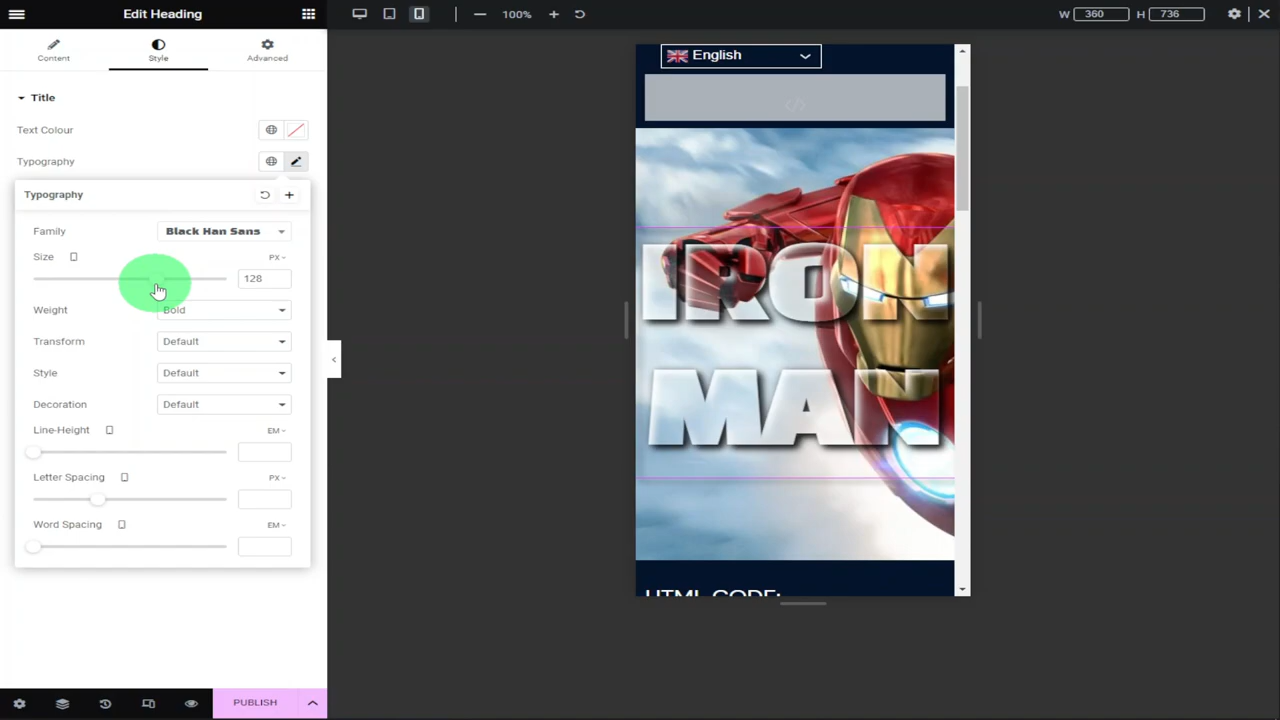 Edit Heading
100%
W 360 H 736
Content
Style
Advanced
Title
Text Colour
Typography
Typography
Family
Black Han Sans
Size
PX
128
Weight
Bold
Transform
Default
Style
Default
Decoration
Default
Line-Height
EM
Letter Spacing
PX
Word Spacing
EM
PUBLISH
English
IRON
MAN
HTML CODE: